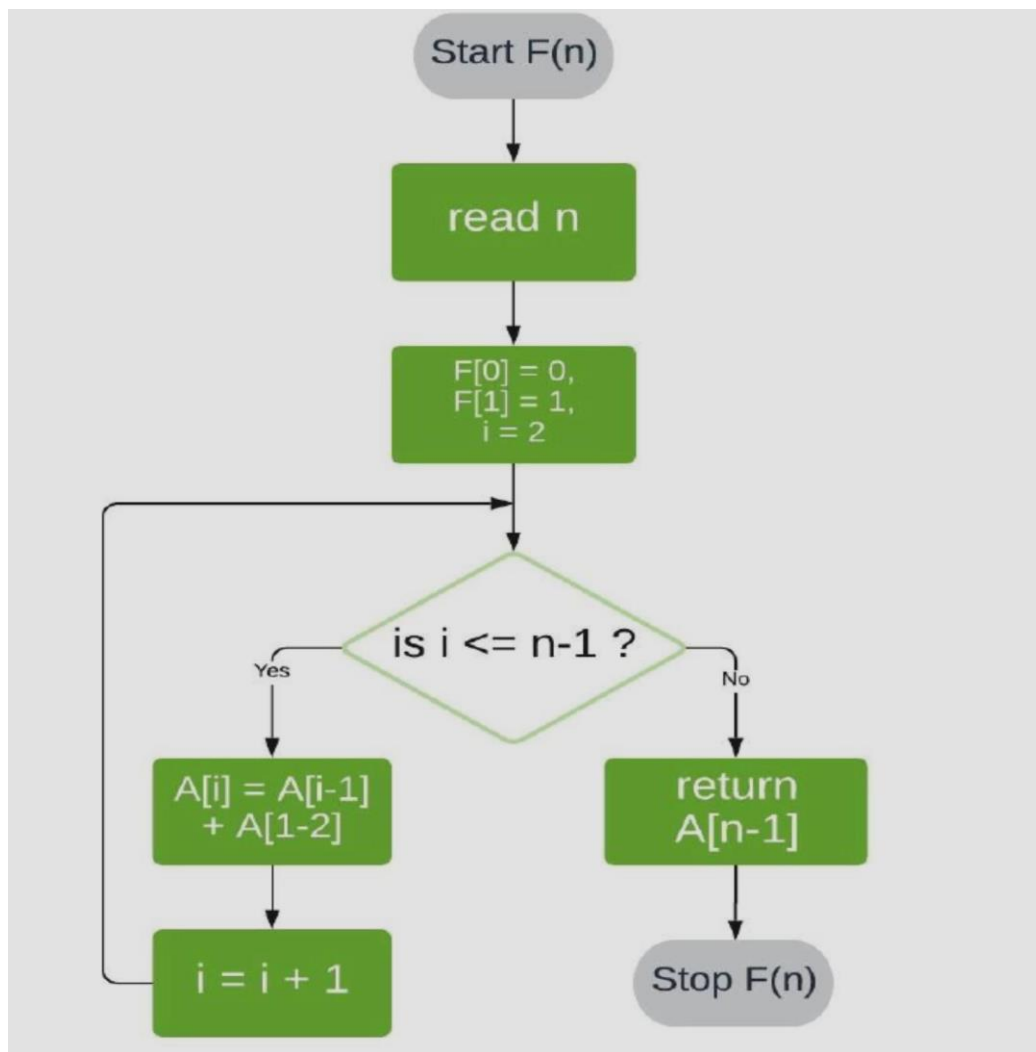 Start F(n)
read n
F[0] = 0,
F[1] = 1,
i = 2
is i <= n-1 ?
Yes
No
A[i] = A[i-1]
+ A[1-2]
return
A[n-1]
i = i + 1
Stop F(n)